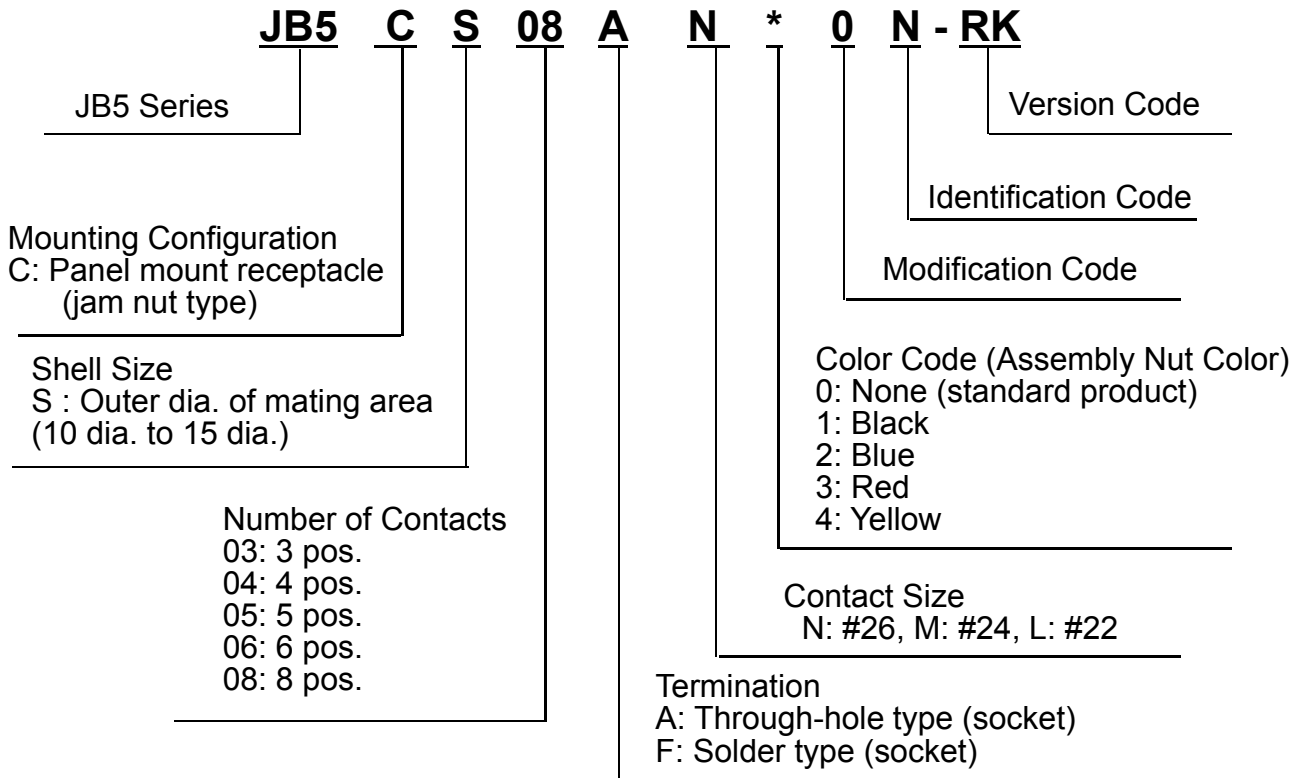 JB5 C S 08 A N * 0 N - RK
JB5 Series
Version Code
Identification Code
Mounting Configuration
C: Panel mount receptacle
(jam nut type)
Modification Code
Shell Size
S : Outer dia. of mating area
(10 dia. to 15 dia.)
Color Code (Assembly Nut Color)
0: None (standard product)
1: Black
2: Blue
3: Red
4: Yellow
Number of Contacts
03: 3 pos.
04: 4 pos.
05: 5 pos.
06: 6 pos.
08: 8 pos.
Contact Size
N: #26, M: #24, L: #22
Termination
A: Through-hole type (socket)
F: Solder type (socket)